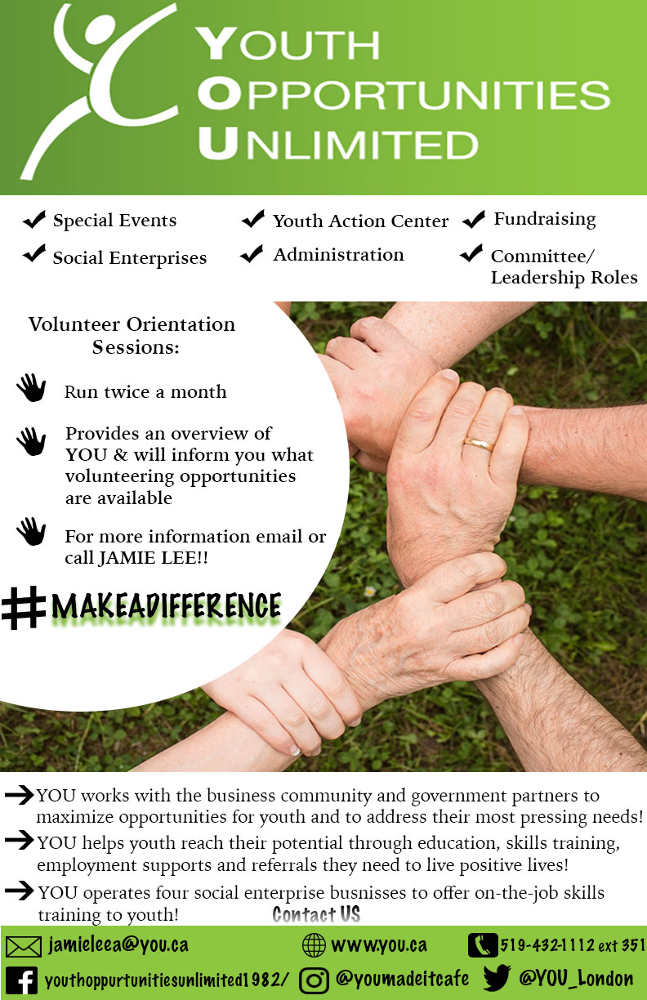 YOUTH
OPPORTUNITIES
UNLIMITED
Special Events
Youth Action Center
Fundraising
Social Enterprises
Administration
Committee/
Leadership Roles
Volunteer Orientation
Sessions:
Run twice a month
Provides an overview of
YOU & will inform you what
volunteering opportunities
are available
For more information email or
call JAMIE LEE!!
#MAKEADIFFERENCE
YOU works with the business community and government partners to
maximize opportunities for youth and to address their most pressing needs!
YOU helps youth reach their potential through education, skills training,
employment supports and referrals they need to live positive lives!
YOU operates four social enterprise busnisses to offer on-the-job skills
training to youth!
Contact US
jamieleea@you.ca
www.you.ca
519-432-1112 ext 351
youthoppurtunitiesunlimited1982/
@youmadeitcafe
@YOU_London